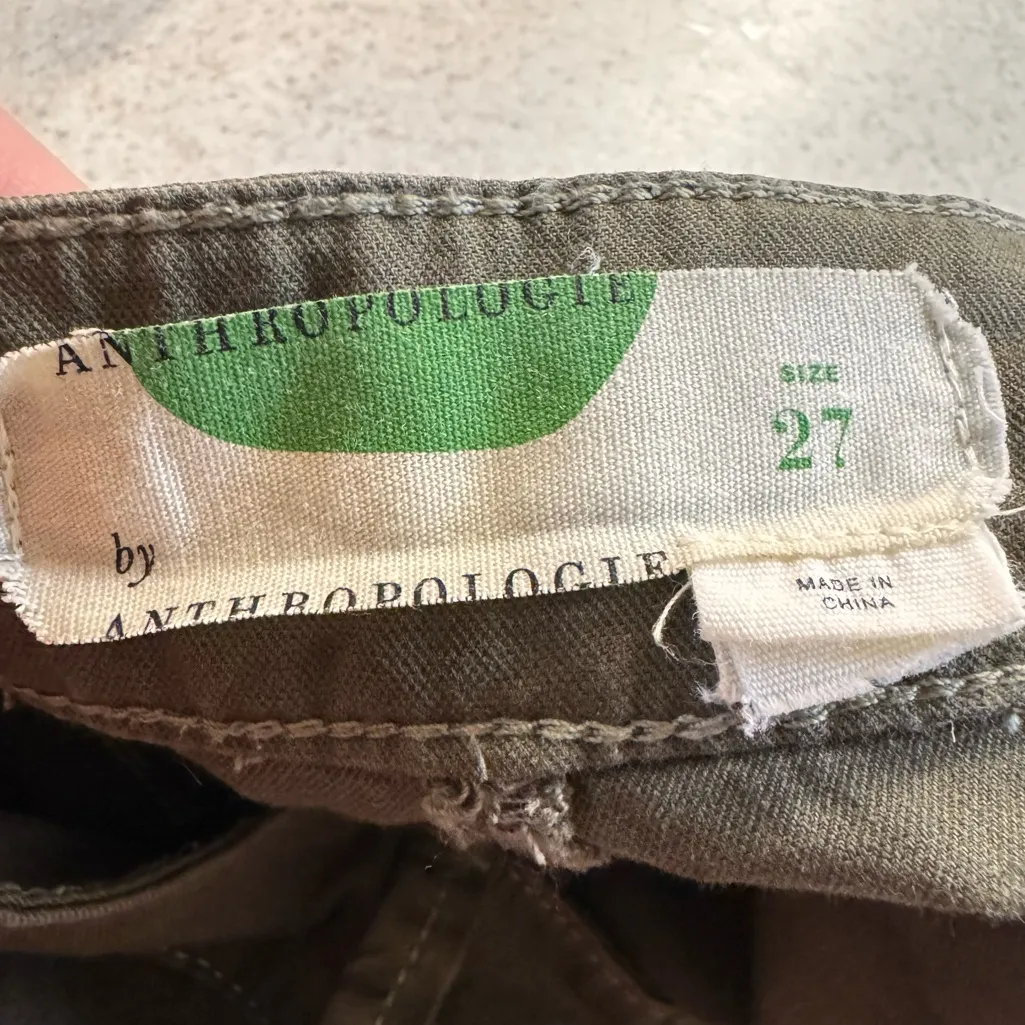 ANTHROPOLOGIE
SIZE
27
by
ANTHROPOLOGIE
MADE IN
CHINA